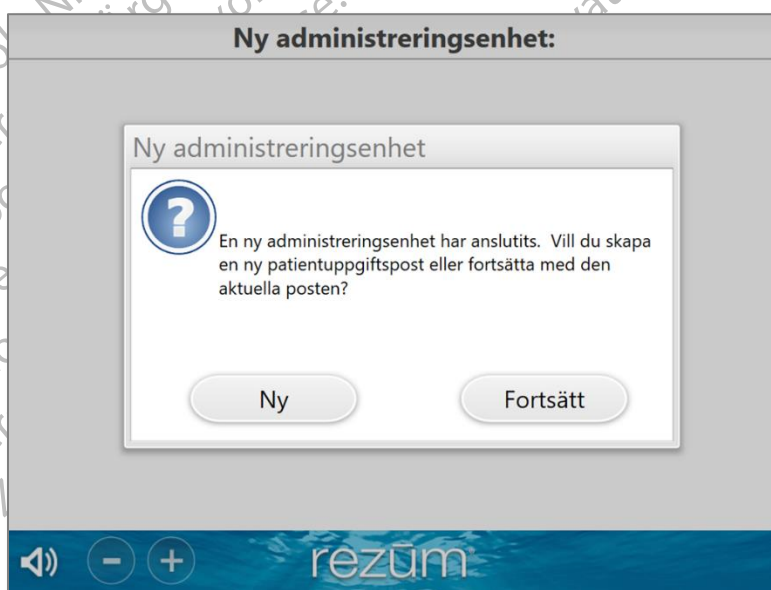 Ny administreringsenhet:
Ny administreringsenhet
?
En ny administreringsenhet har anslutits. Vill du skapa
en ny patientuppgiftspost eller fortsätta med den
aktuella posten?
Ny Fortsätt
- + rezūm